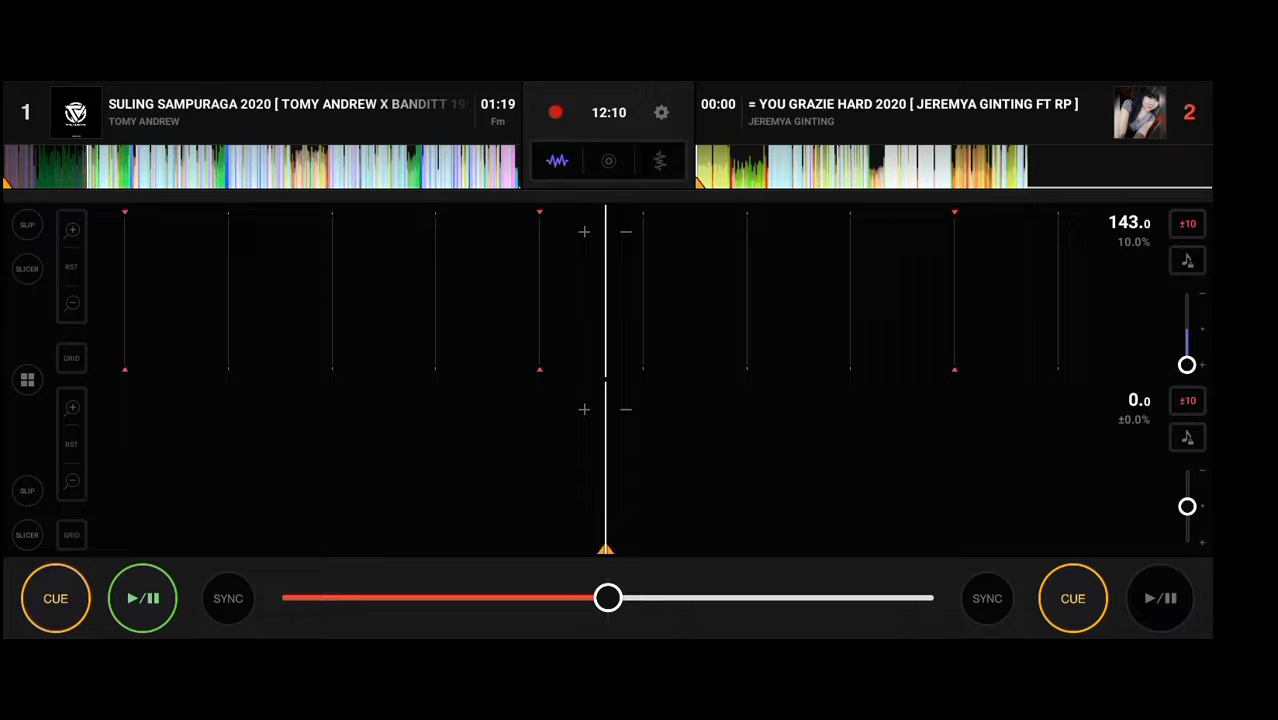 1
SULING SAMPURAGA 2020 [ TOMY ANDREW X BANDITT 19
TOMY ANDREW
01:19
Fm
12:10
00:00
= YOU GRAZIE HARD 2020 [ JEREMYA GINTING FT RP ]
JEREMYA GINTING
2
SLIP
SLICER
RST
GRID
143.0
10.0%
±10
RST
GRID
SLIP
SLICER
0.0
±0.0%
±10
CUE
SYNC
SYNC
CUE